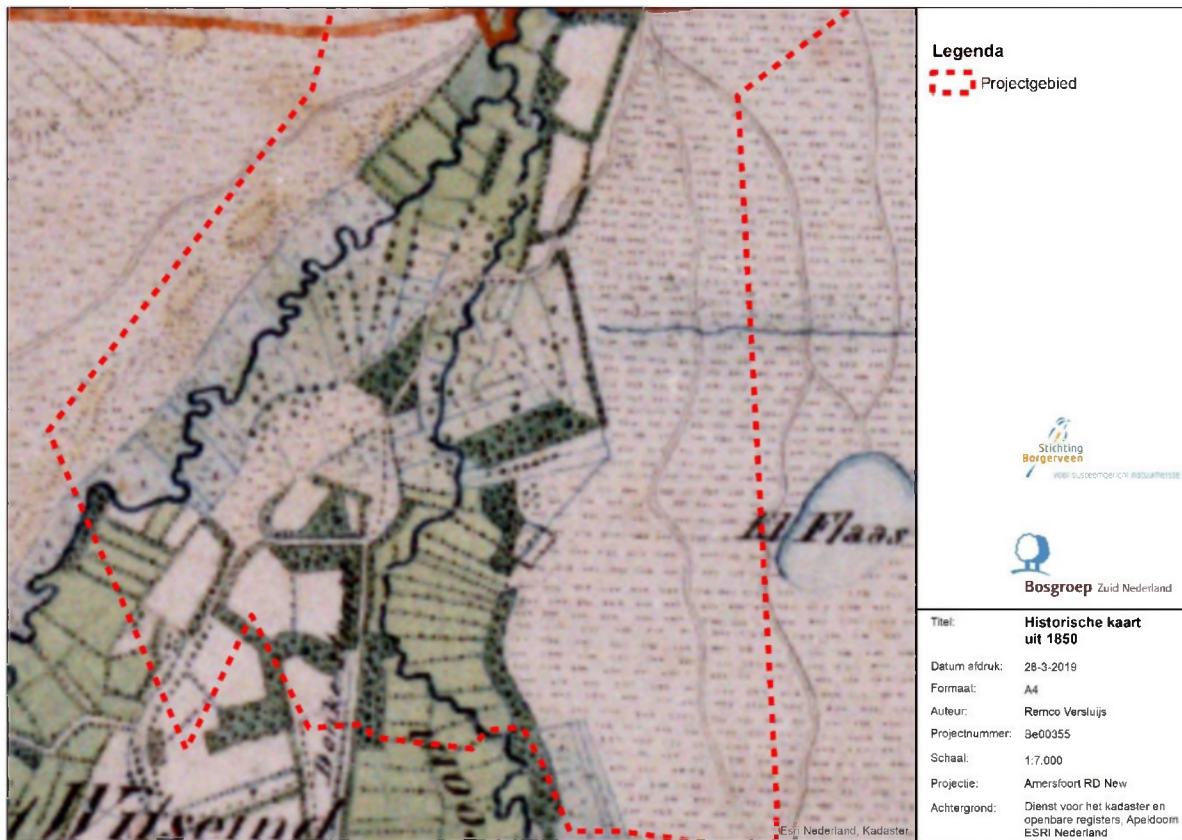 Legenda
Projectgebied
Kl. Flaas
Esri Nederland, Kadaster
Stichting
Bargerveen
Bosgroep Zuid Nederland
Titel: Historische kaart
uit 1850
Datum afdruk: 28-3-2019
Formaat: A4
Auteur: Remco Versluijs
Projectnummer: Be00355
Schaal: 1:7.000
Projectie: Amersfoort RD New
Achtergrond: Dienst voor het kadaster en
openbare registers, Apeldoorn
ESRI Nederland